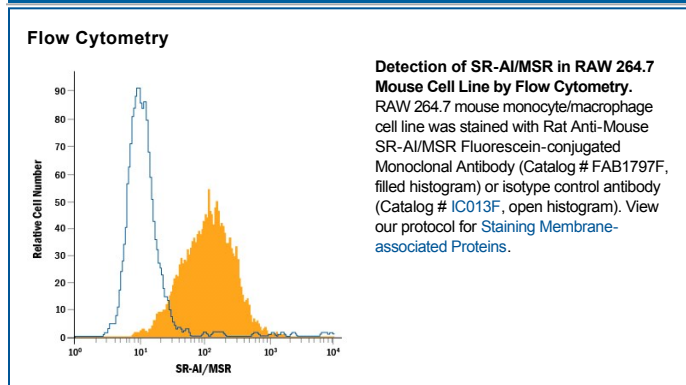 Flow Cytometry
Relative Cell Number
90
80
70
60
50
40
30
20
10
0
10⁰ 10¹ 10² 10³ 10⁴
SR-AI/MSR
Detection of SR-AI/MSR in RAW 264.7
Mouse Cell Line by Flow Cytometry.
RAW 264.7 mouse monocyte/macrophage
cell line was stained with Rat Anti-Mouse
SR-AI/MSR Fluorescein-conjugated
Monoclonal Antibody (Catalog # FAB1797F,
filled histogram) or isotype control antibody
(Catalog # IC013F, open histogram). View
our protocol for Staining Membrane-
associated Proteins.